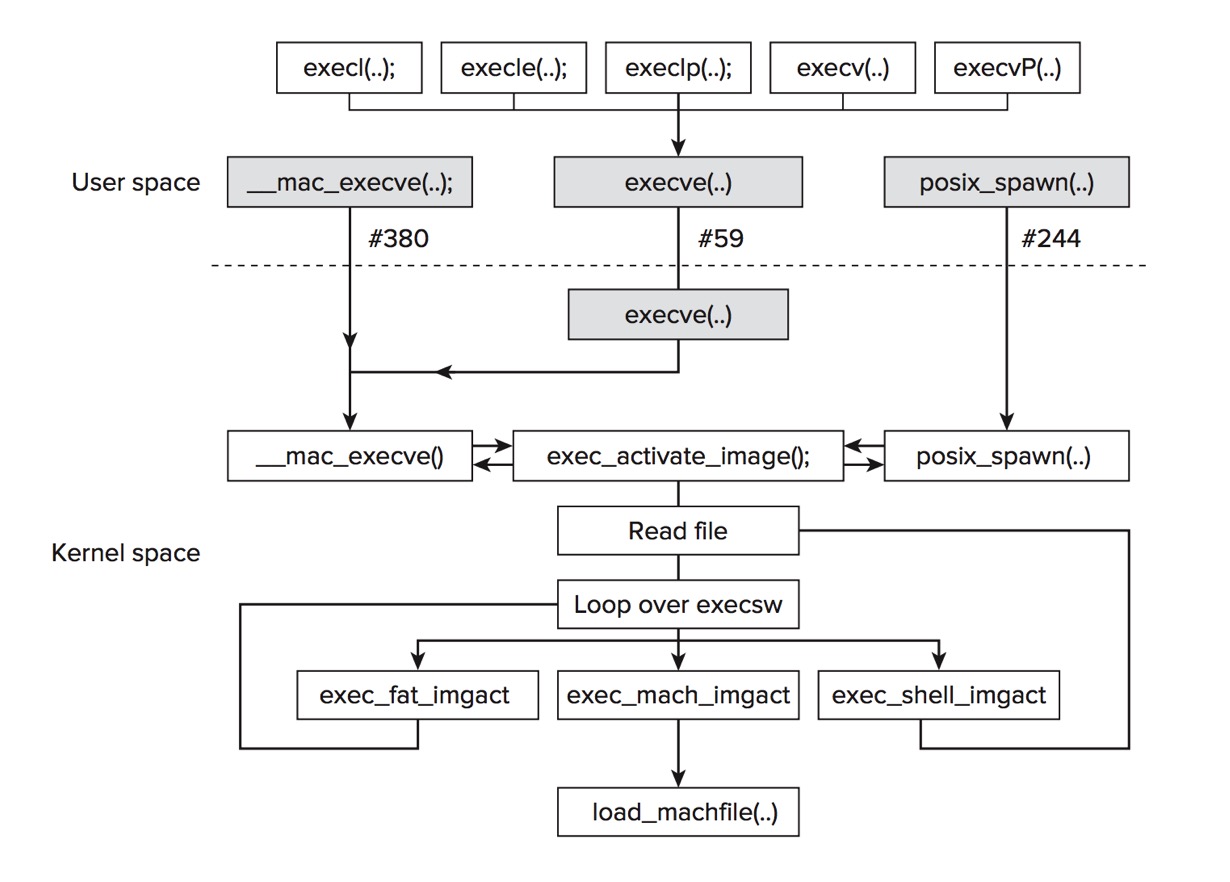 execl(..);
execle(..);
execlp(..);
execv(..)
execvP(..)
User space
__mac_execve(..);
execve(..)
posix_spawn(..)
#380
#59
#244
execve(..)
__mac_execve()
exec_activate_image();
posix_spawn(..)
Read file
Kernel space
Loop over execsw
exec_fat_imgact
exec_mach_imgact
exec_shell_imgact
load_machfile(..)